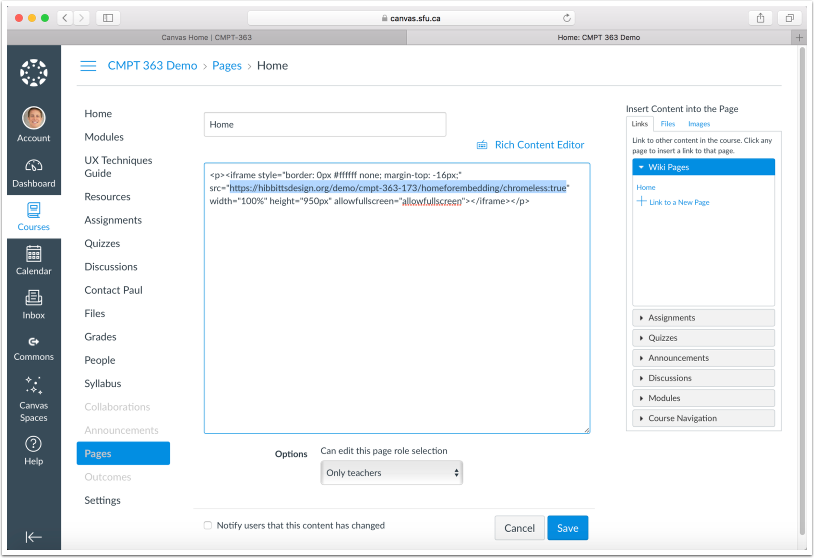 canvas.sfu.ca
Canvas Home | CMPT-363
Home: CMPT 363 Demo
CMPT 363 Demo > Pages > Home
Account
Dashboard
Courses
Calendar
Inbox
Commons
Canvas
Spaces
Help
Home
Modules
UX Techniques
Guide
Resources
Assignments
Quizzes
Discussions
Contact Paul
Files
Grades
People
Syllabus
Collaborations
Announcements
Pages
Outcomes
Settings
Home
Rich Content Editor
<p><iframe style="border: 0px #ffffff none; margin-top: -16px;"
src="https://hibbittsdesign.org/demo/cmpt-363-173/homeforembedding/chromeless:true"
width="100%" height="950px" allowfullscreen="allowfullscreen"></iframe></p>
Options
Can edit this page role selection
Only teachers
Notify users that this content has changed
Cancel
Save
Insert Content into the Page
Links
Files
Images
Link to other content in the course. Click any
page to insert a link to that page.
Wiki Pages
Home
Link to a New Page
Assignments
Quizzes
Announcements
Discussions
Modules
Course Navigation